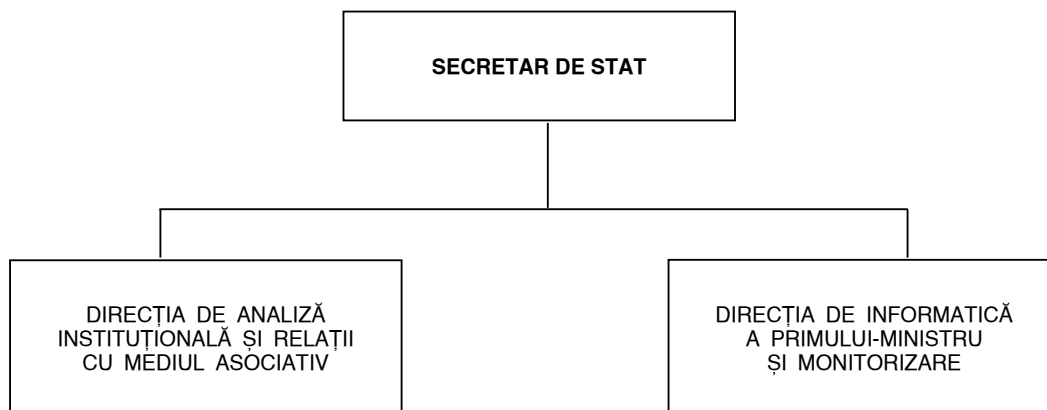 SECRETAR DE STAT
DIRECȚIA DE ANALIZĂ
INSTITUȚIONALĂ ȘI RELAȚII
CU MEDIUL ASOCIATIV
DIRECȚIA DE INFORMATICĂ
A PRIMULUI-MINISTRU
ȘI MONITORIZARE